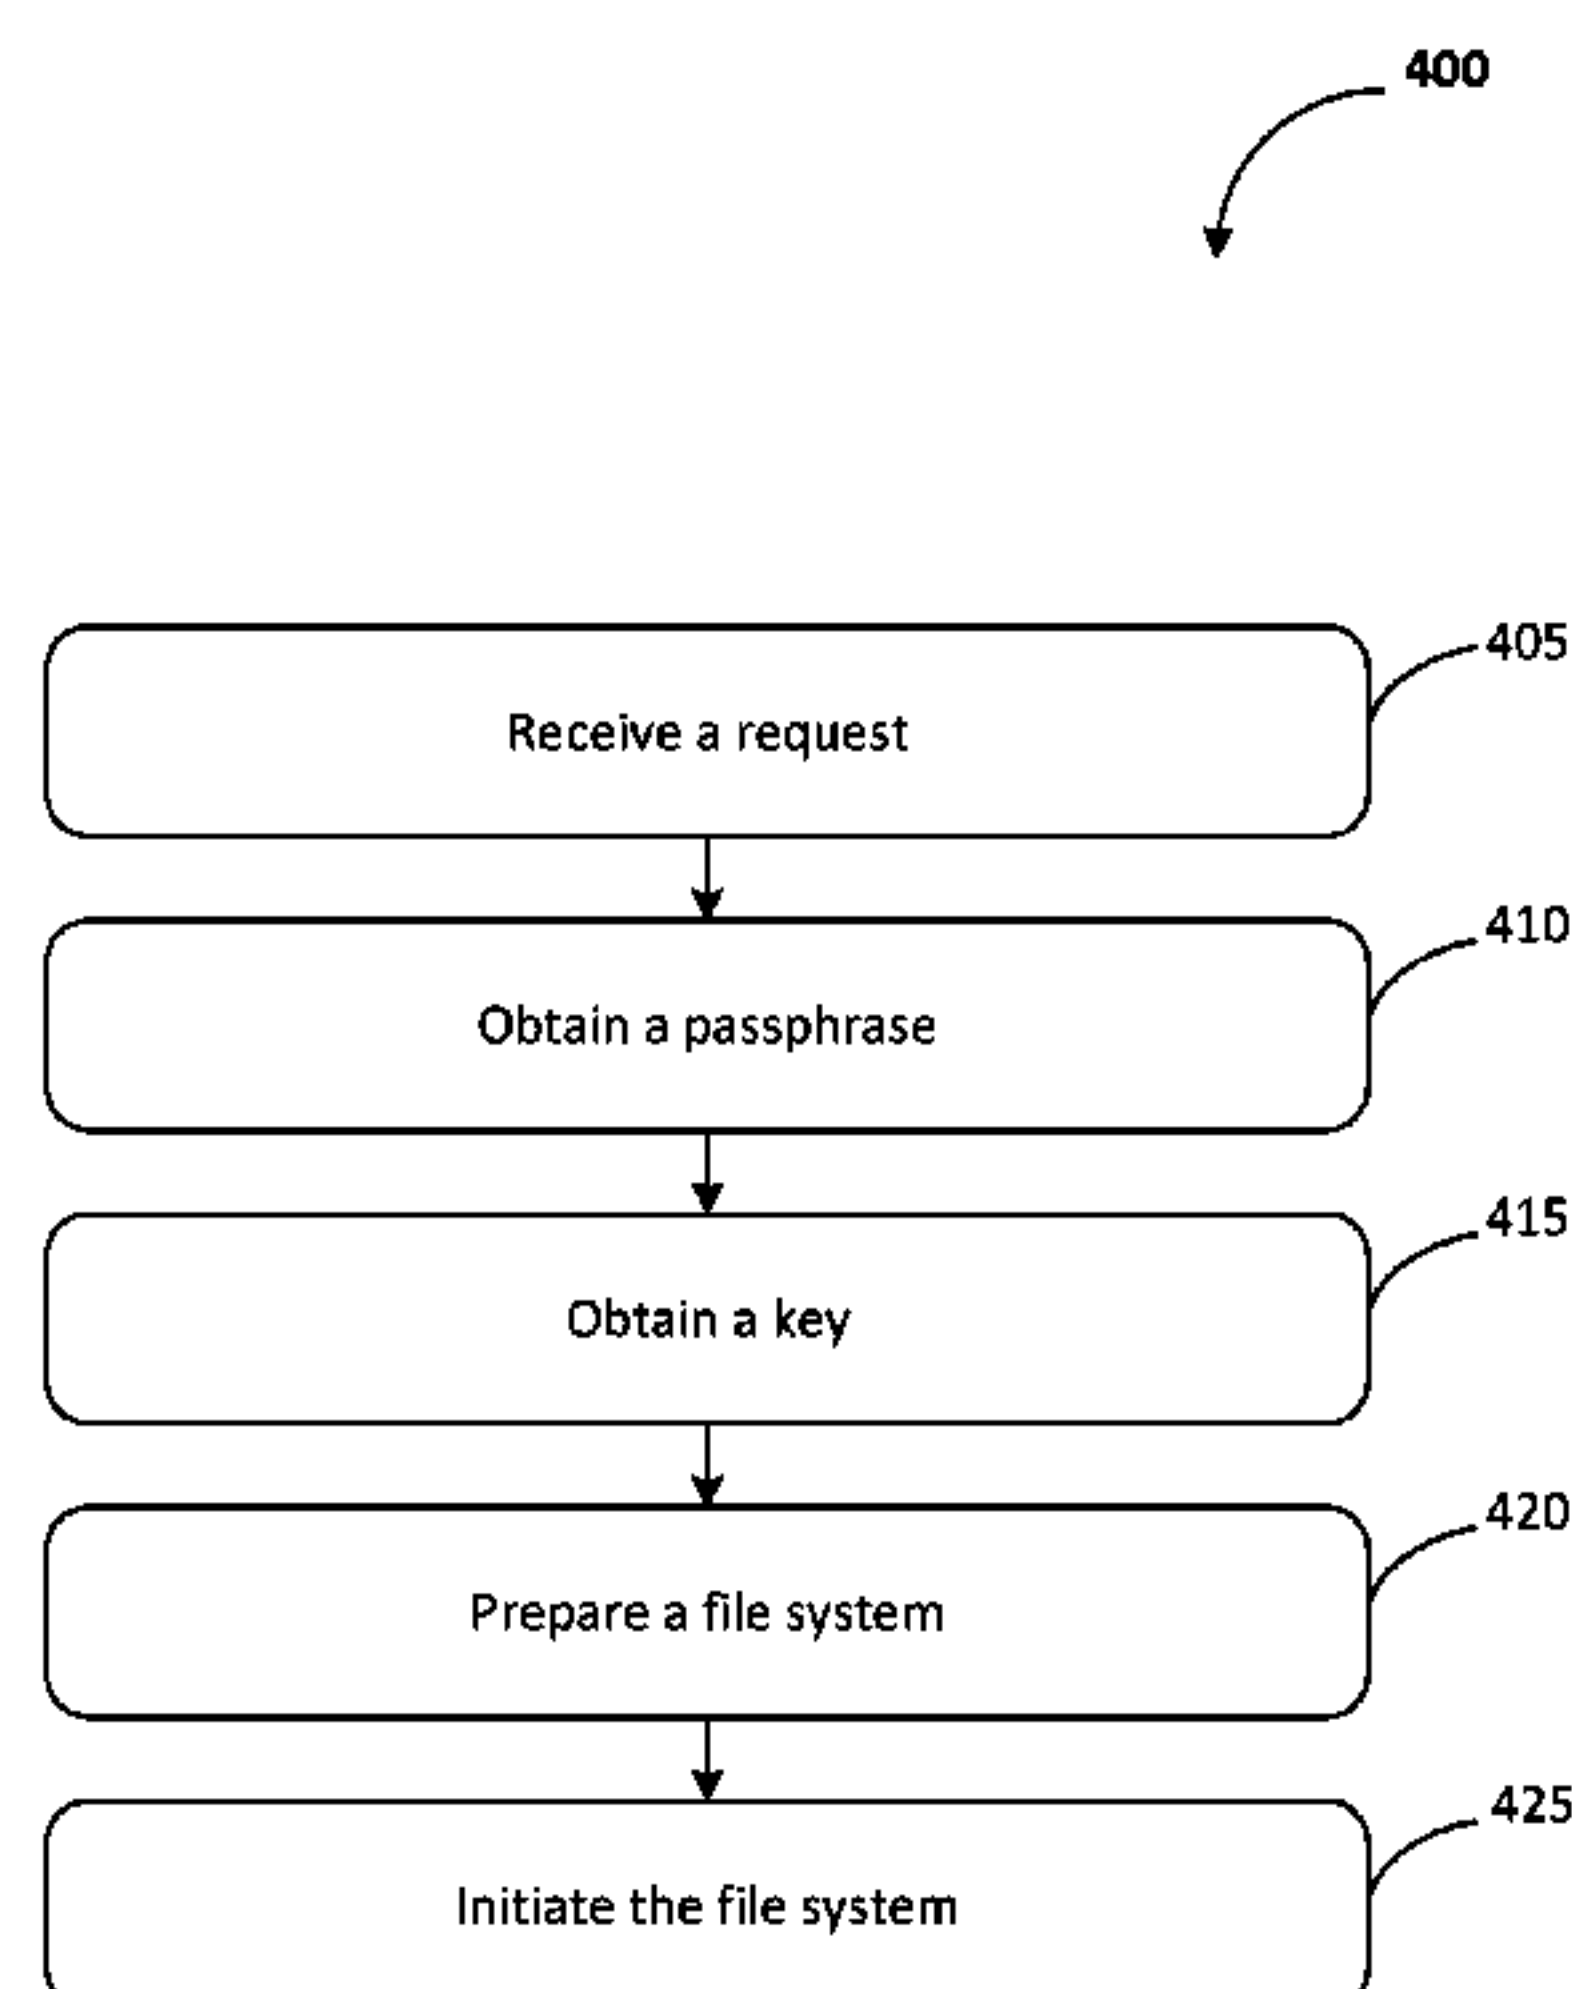 400
405
Receive a request
410
Obtain a passphrase
415
Obtain a key
420
Prepare a file system
425
Initiate the file system